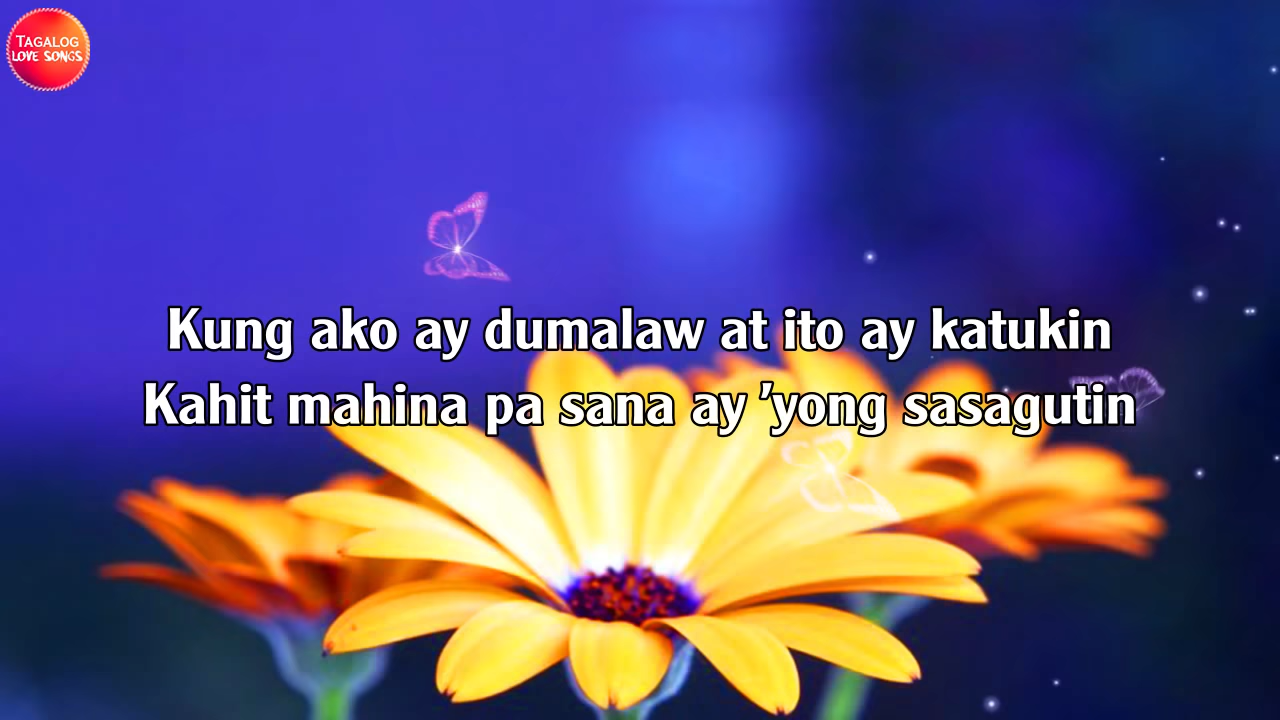 TAGALOG
LOVE SONGS
Kung ako ay dumalaw at ito ay katukin
Kahit mahina pa sana ay 'yong sasagutin